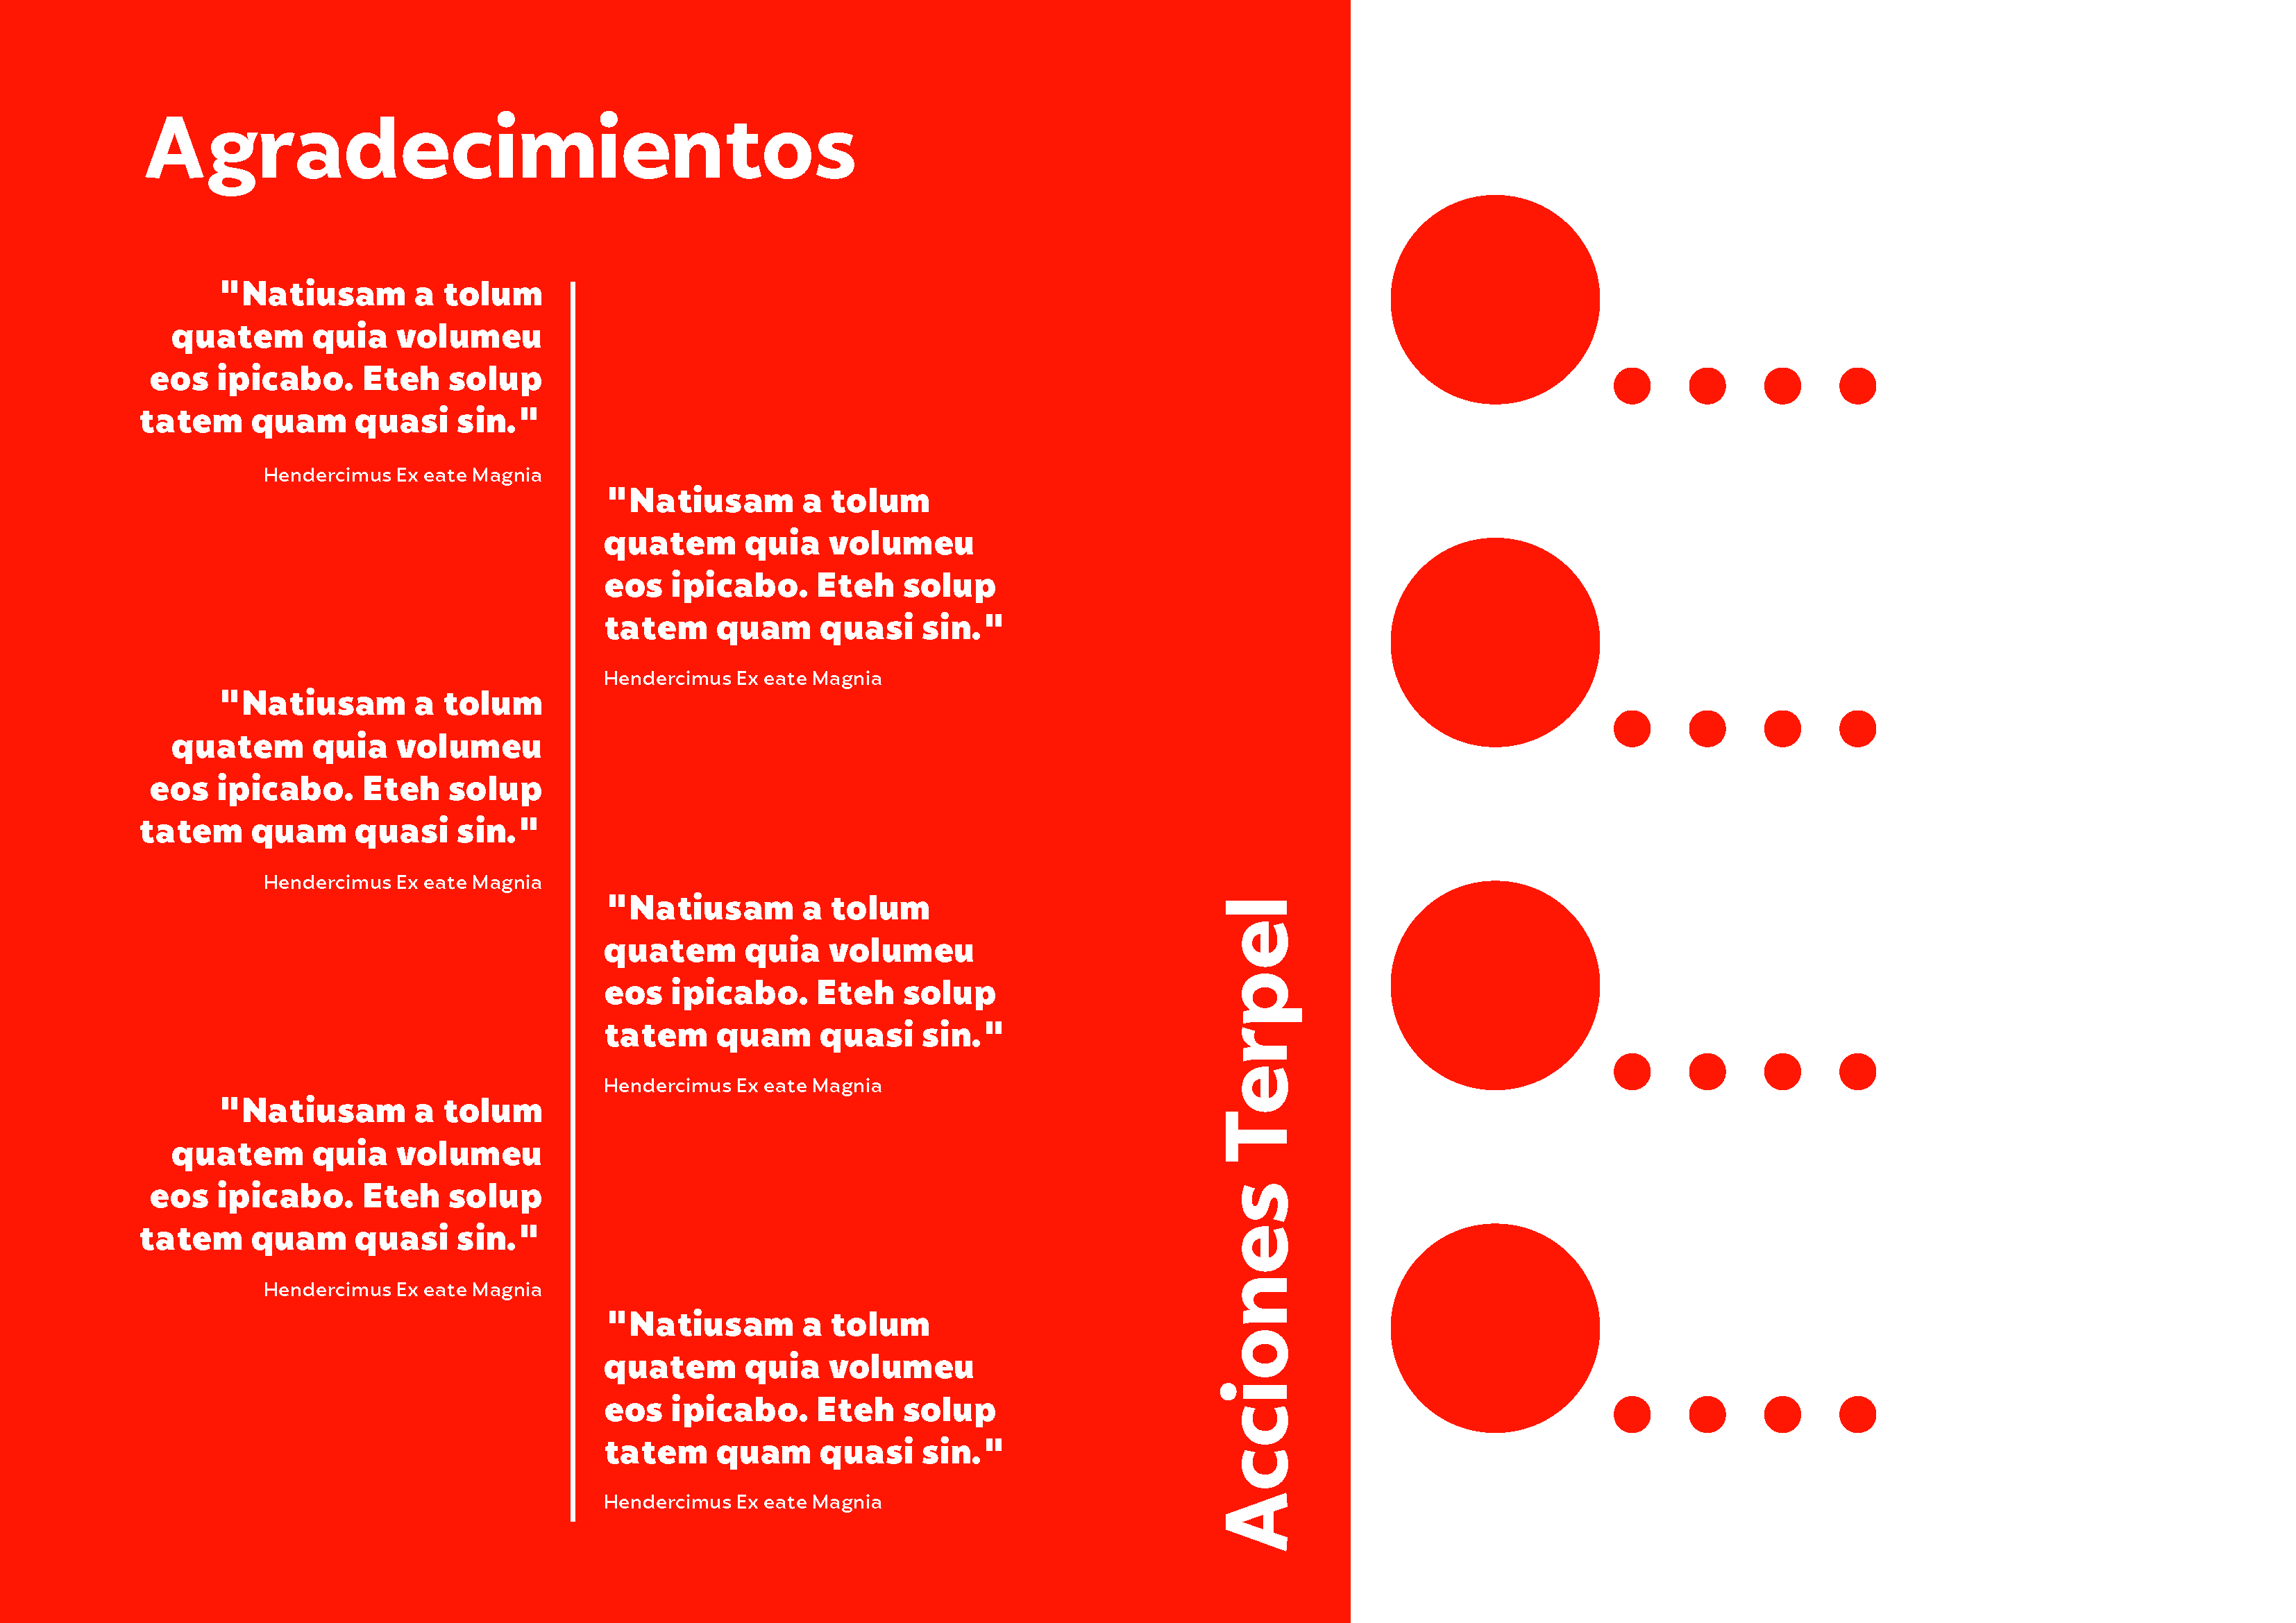 Agradecimientos
"Natiusam a tolum
quatem quia volumeu
eos ipicabo. Eteh solup
tatem quam quasi sin."
Hendercimus Ex eate Magnia
"Natiusam a tolum
quatem quia volumeu
eos ipicabo. Eteh solup
tatem quam quasi sin."
Hendercimus Ex eate Magnia
"Natiusam a tolum
quatem quia volumeu
eos ipicabo. Eteh solup
tatem quam quasi sin."
Hendercimus Ex eate Magnia
"Natiusam a tolum
quatem quia volumeu
eos ipicabo. Eteh solup
tatem quam quasi sin."
Hendercimus Ex eate Magnia
"Natiusam a tolum
quatem quia volumeu
eos ipicabo. Eteh solup
tatem quam quasi sin."
Hendercimus Ex eate Magnia
"Natiusam a tolum
quatem quia volumeu
eos ipicabo. Eteh solup
tatem quam quasi sin."
Hendercimus Ex eate Magnia
Acciones Terpel